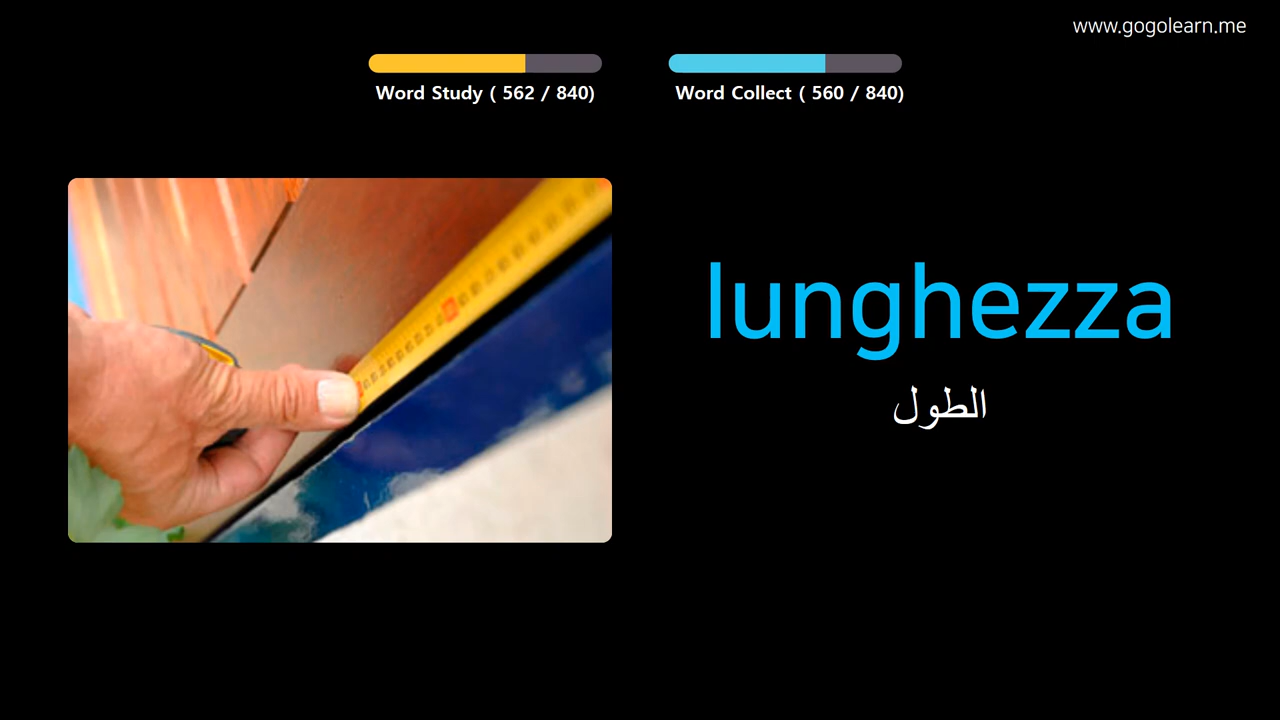 www.gogolearn.me
Word Study ( 562 / 840)
Word Collect ( 560 / 840)
lunghezza
الطول